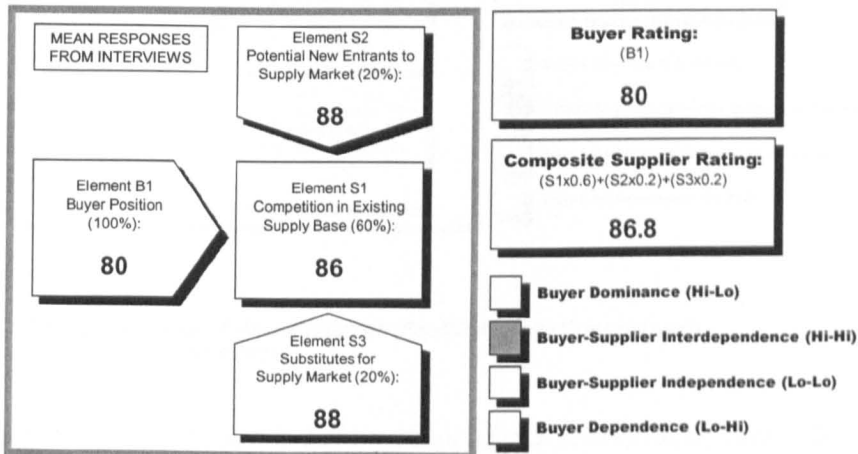 MEAN RESPONSES
FROM INTERVIEWS
Element S2
Potential New Entrants to
Supply Market (20%):
88
Element B1
Buyer Position
(100%):
80
Element S1
Competition in Existing
Supply Base (60%):
86
Element S3
Substitutes for
Supply Market (20%):
88
Buyer Rating:
(B1)
80
Composite Supplier Rating:
(S1x0.6)+(S2x0.2)+(S3x0.2)
86.8
Buyer Dominance (Hi-Lo)
Buyer-Supplier Interdependence (Hi-Hi)
Buyer-Supplier Independence (Lo-Lo)
Buyer Dependence (Lo-Hi)